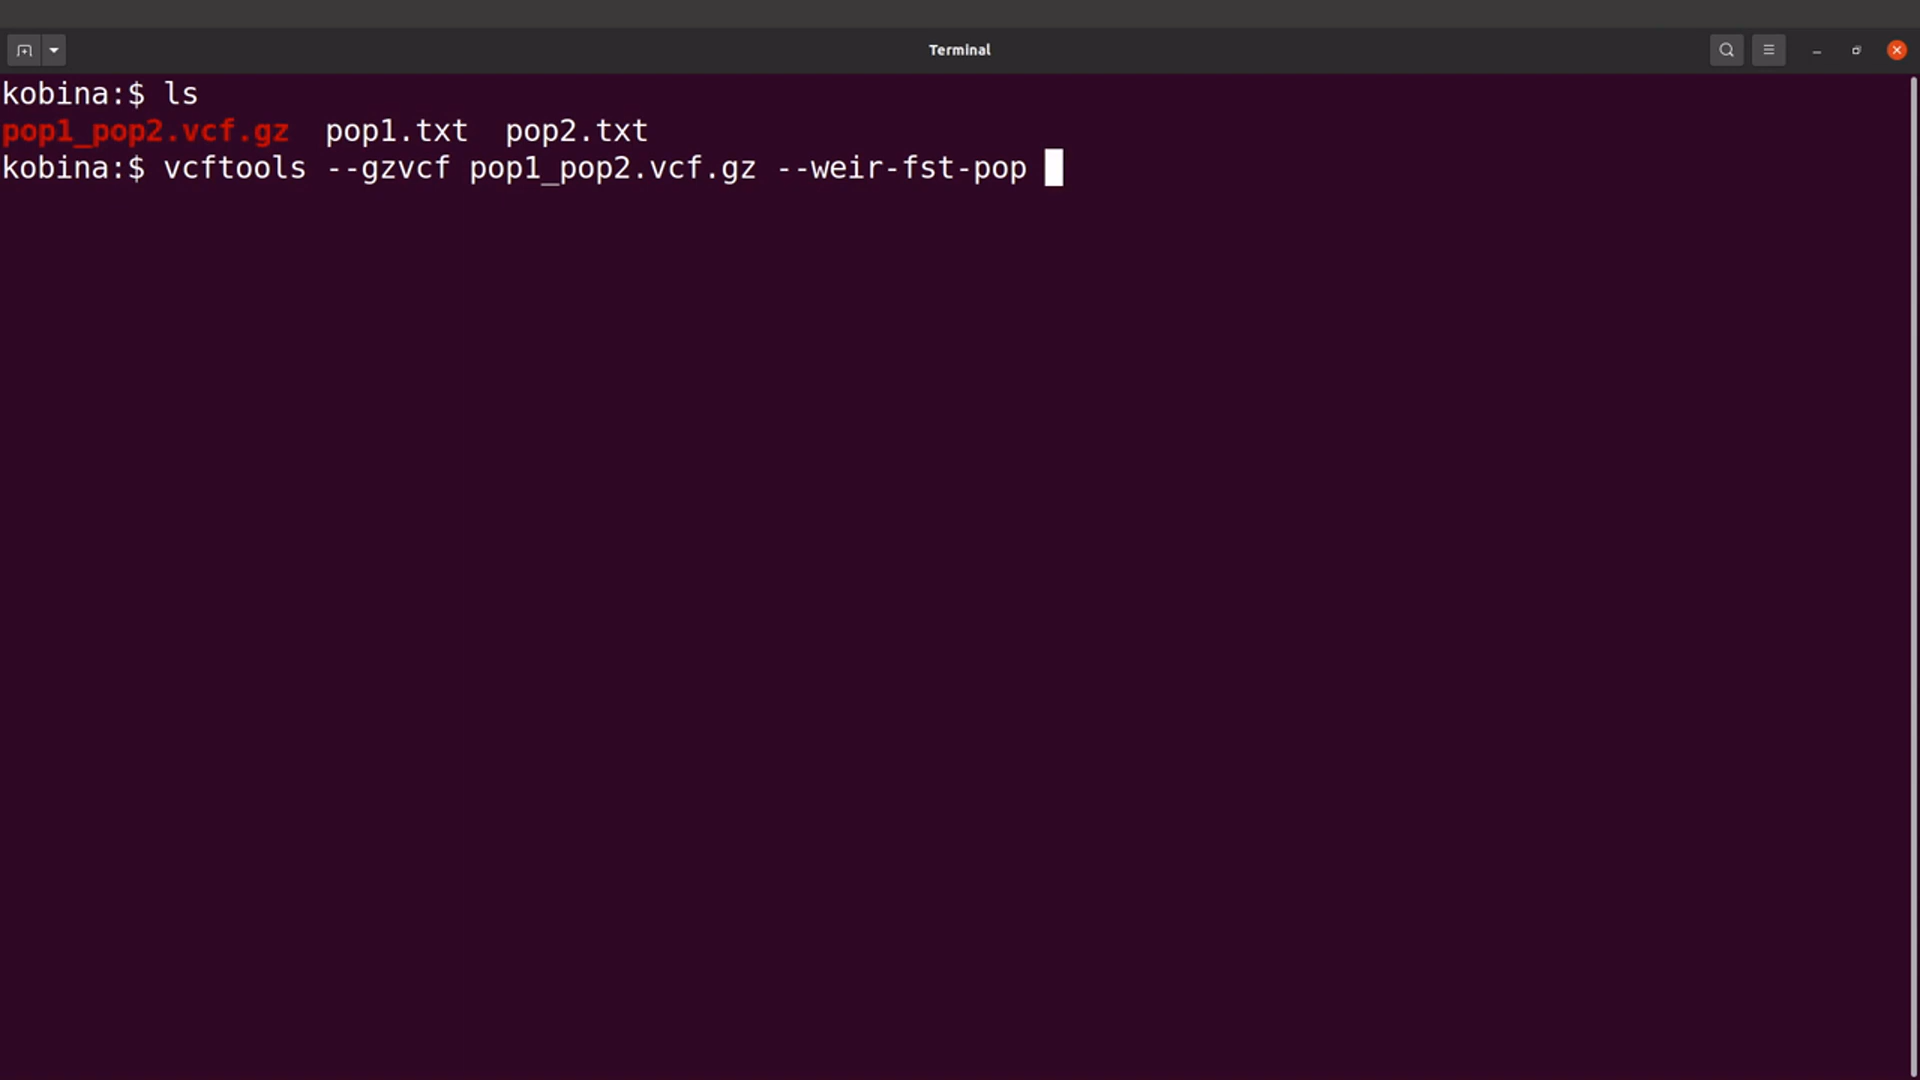 Terminal
kobina:$ ls
pop1_pop2.vcf.gz  pop1.txt  pop2.txt
kobina:$ vcftools --gzvcf pop1_pop2.vcf.gz --weir-fst-pop